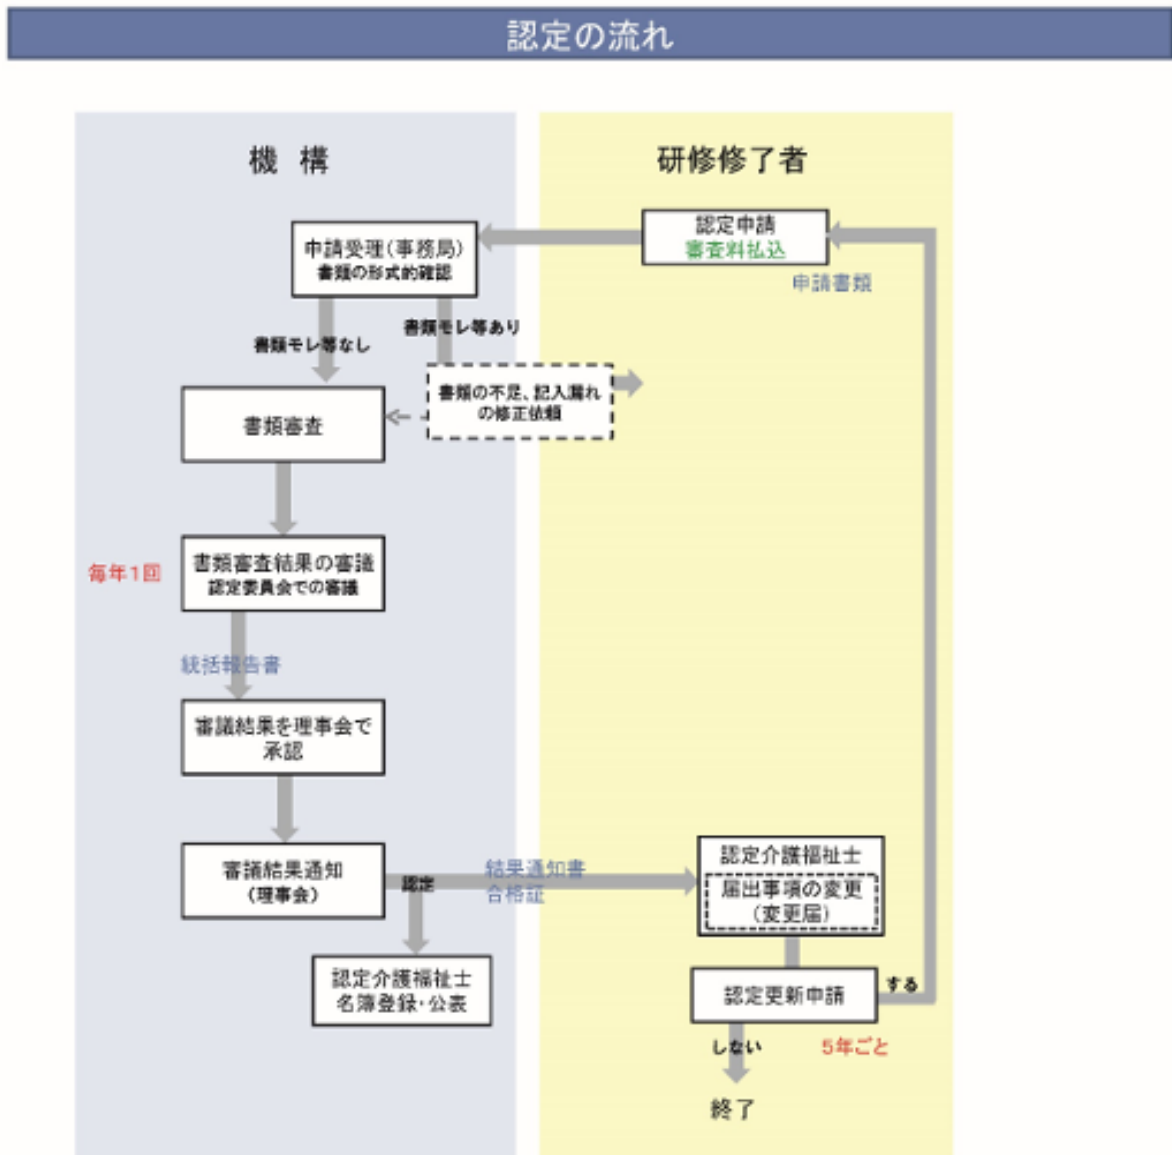 認定の流れ
機 構
研修修了者
認定申請
審査料払込
申請書類
申請受理(事務局)
書類の形式的確認
書類モレ等なし
書類モレ等あり
書類の不足、記入漏れ
の修正依頼
書類審査
書類審査結果の審議
認定委員会での審議
毎年1回
統括報告書
審議結果を理事会で
承認
審議結果通知
(理事会)
認定
結果通知書
合格証
認定介護福祉士
名簿登録・公表
認定介護福祉士
届出事項の変更
(変更届)
認定更新申請
する
しない
5年ごと
終了